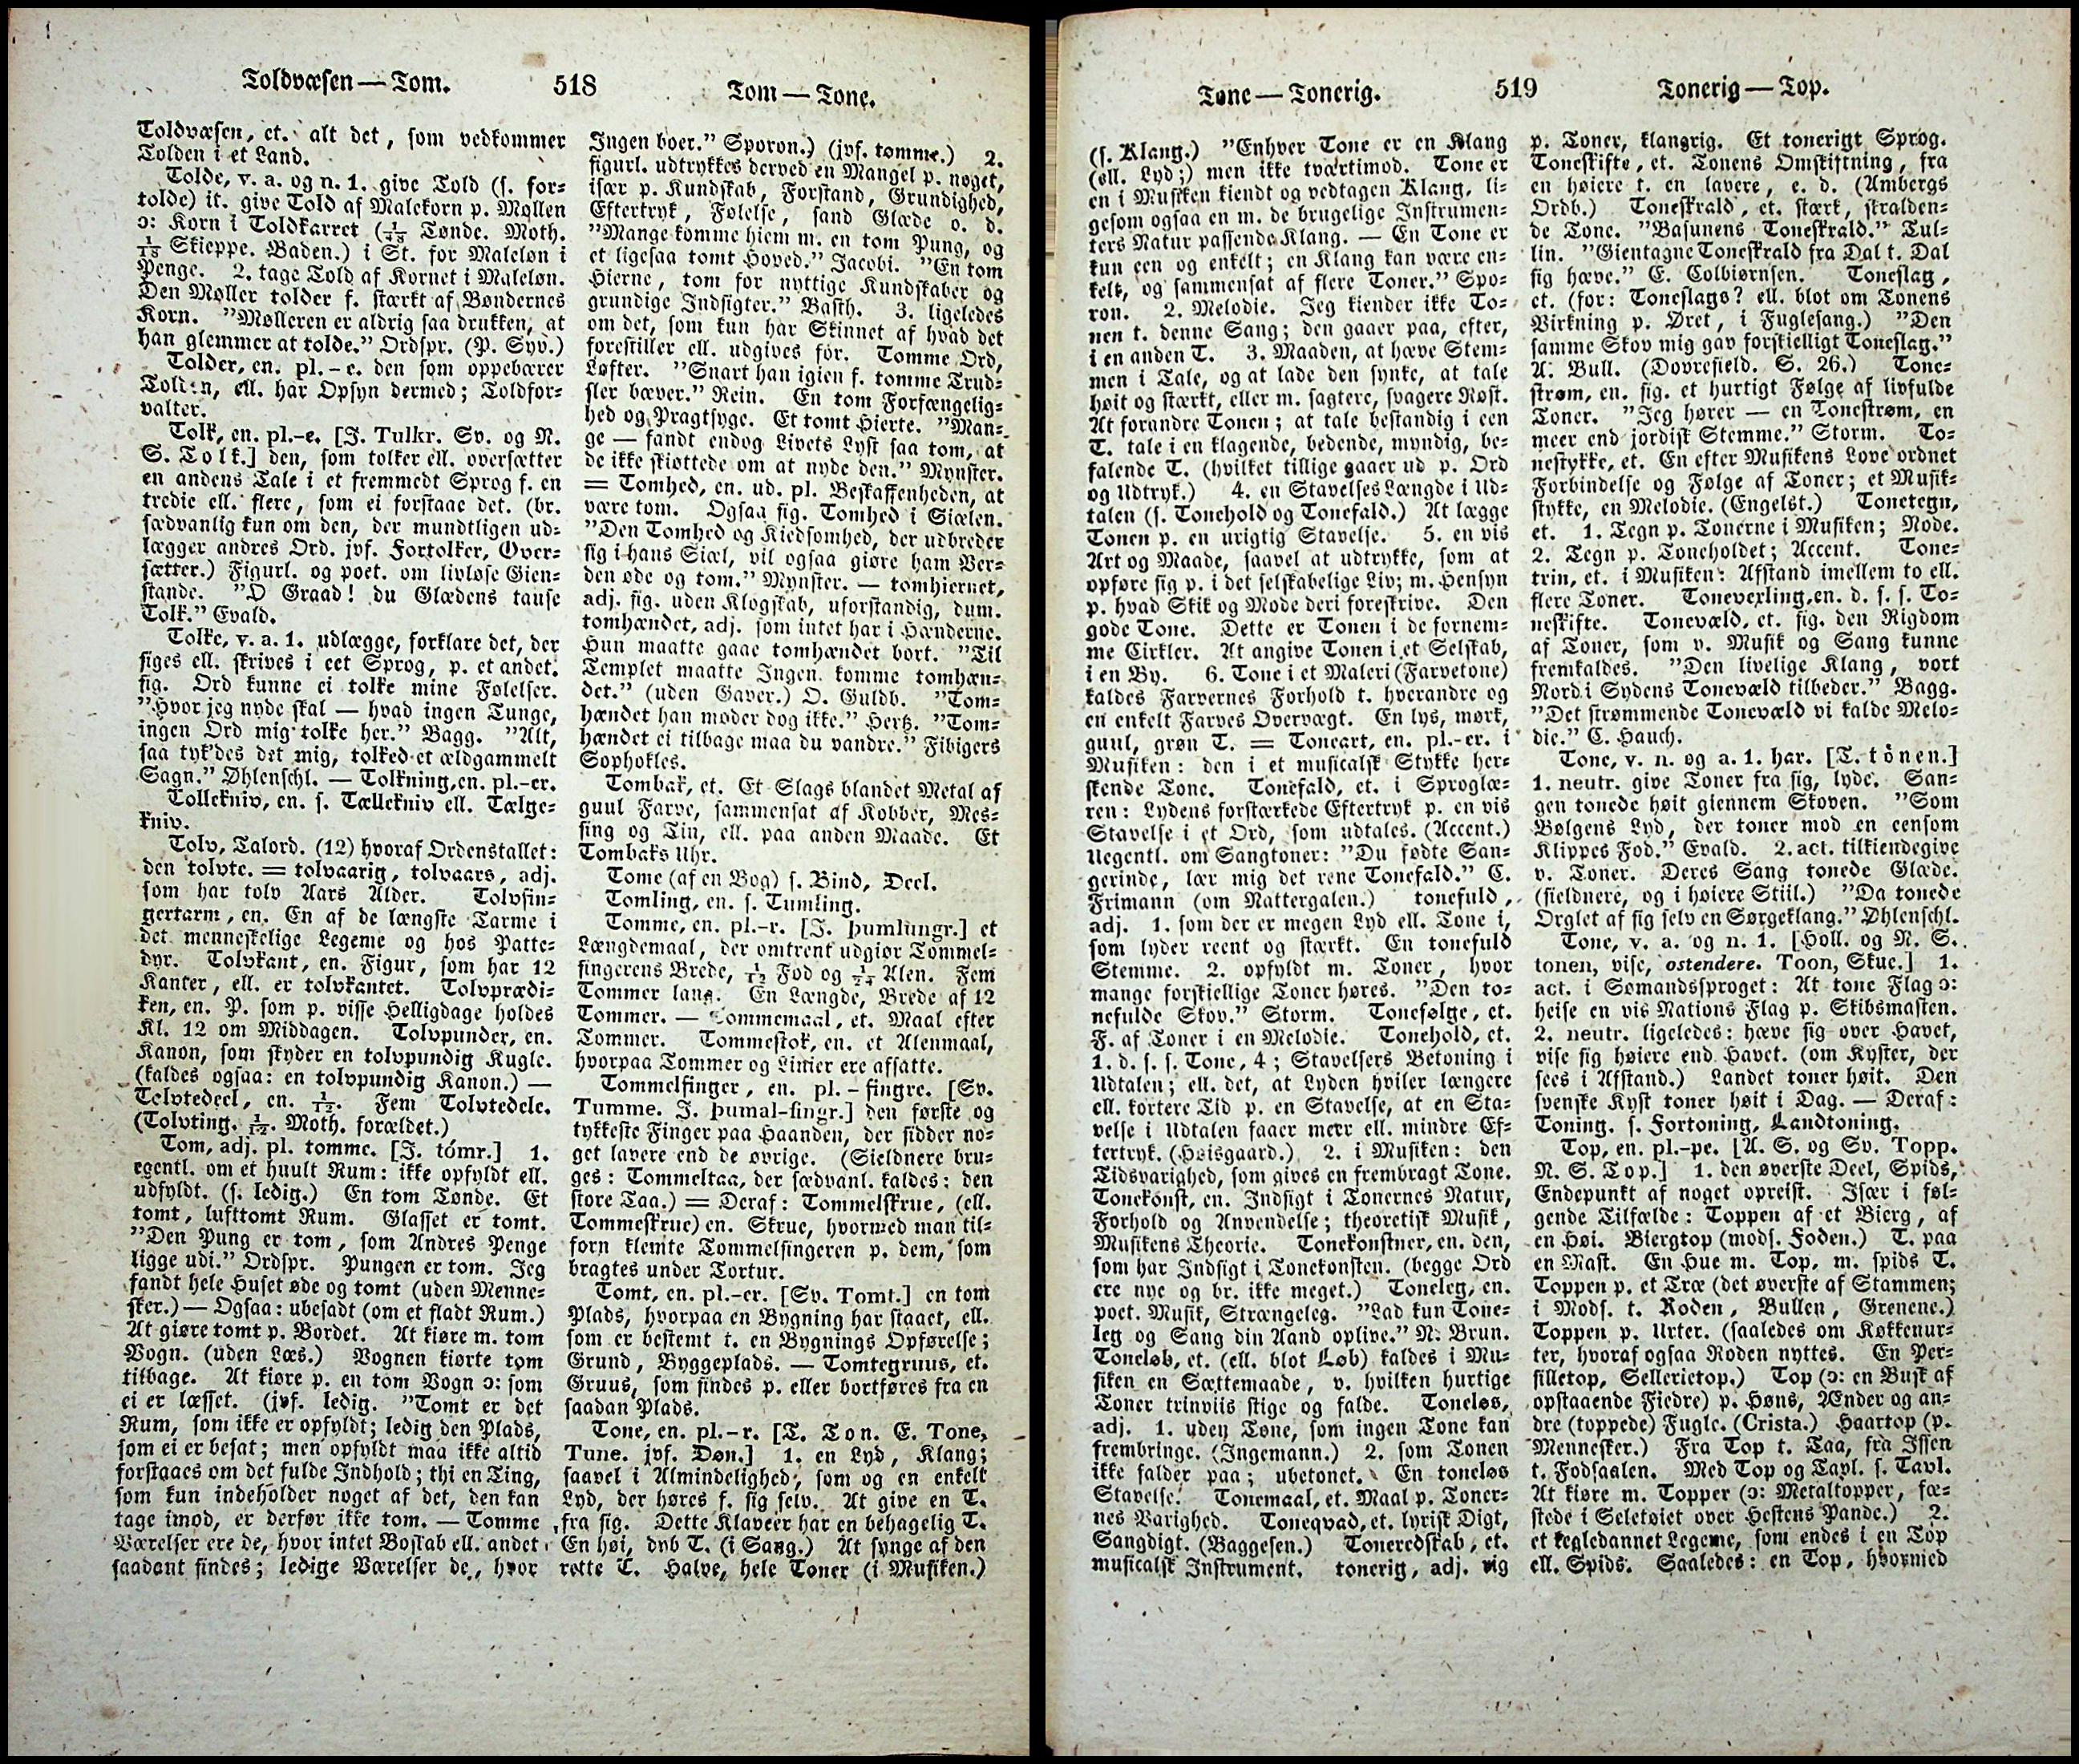 Toldvæsen — Tom.
518
Tom — Tone.
Toldvæsen, et. alt det, som vedkommer
Tolden i et Land.
Tolde, v. a. og n. 1. give Told (s. for-
tolde) it. give Told af Malekorn p. Møllen
ɔ: Korn i Toldkarret (1/18 Tønde. Moth.
1/18 Skieppe. Baden.) i St. for Maleløn i
Penge. 2. tage Told af Kornet i Maleløn.
Den Møller tolder f. stærkt af Bøndernes
Korn. "Mølleren er aldrig saa drukken, at
han glemmer at tolde." Ordspr. (P. Syv.)
Tolder, en. pl.-e. den som oppebærer
Tolden, ell. har Opsyn dermed; Toldfor-
valter.
Tolk, en. pl.-e. [I. Tulkr. Sv. og N.
S. Tolk.] den, som tolker ell. oversætter
en andens Tale i et fremmedt Sprog f. en
tredie ell. flere, som ei forstaae det. (br.
sædvanlig kun om den, der mundtligen ud-
lægger andres Ord. jvf. Fortolker, Over-
sætter.) Figurl. og poet. om livløse Gien-
stande. "O Graad! du Glædens tause
Tolk." Evald.
Tolke, v. a. 1. udlægge, forklare det, der
siges ell. skrives i eet Sprog, p. et andet.
fig. Ord kunne ei tolke mine Følelser.
"Hvor jeg nyde skal — hvad ingen Tunge,
ingen Ord mig tolke her." Bagg. "Alt,
saa tyk'des det mig, tolked et ældgammelt
Sagn." Øhlenschl. — Tolkning, en. pl.-er.
Tollekniv, en. s. Tællekniv ell. Tælge-
kniv.
Tolv, Talord. (12) hvoraf Ordenstallet:
den tolvte. = tolvaarig, tolvaars, adj.
som har tolv Aars Alder. Tolvfin-
gertarm, en. En af de længste Tarme i
det menneskelige Legeme og hos Patte-
dyr. Tolvkant, en. Figur, som har 12
Kanter, ell. er tolvkantet. Tolvprædi-
ken, en. P. som p. visse Helligdage holdes
Kl. 12 om Middagen. Tolvpunder, en.
Kanon, som skyder en tolvpundig Kugle.
(kaldes ogsaa: en tolvpundig Kanon.) —
Tolvtedeel, en. 1/12. Fem Tolvtedele.
(Tolvting. 1/12. Moth. forældet.)
Tom, adj. pl. tomme. [I. tómr.] 1.
egentl. om et huult Rum: ikke opfyldt ell.
udfyldt. (s. ledig.) En tom Tønde. Et
tomt, lufttomt Rum. Glasset er tomt.
"Den Pung er tom, som Andres Penge
ligge udi." Ordspr. Pungen er tom. Jeg
fandt hele Huset øde og tomt (uden Menne-
sker.) — Ogsaa: ubesadt (om et fladt Rum.)
At giøre tomt p. Bordet. At kiøre m. tom
Vogn. (uden Læs.) Vognen kiørte tom
tilbage. At kiøre p. en tom Vogn ɔ: som
ei er læsset. (jvf. ledig. "Tomt er det
Rum, som ikke er opfyldt; ledig den Plads,
som ei er besat; men opfyldt maa ikke altid
forstaaes om det fulde Indhold; thi en Ting,
som kun indeholder noget af det, den kan
tage imod, er derfor ikke tom. — Tomme
Værelser ere de, hvor intet Boskab ell. andet
saadant findes; ledige Værelser de, hvor
Ingen boer." Sporon.) (jvf. tomme.) 2.
figurl. udtrykkes derved en Mangel p. noget,
især p. Kundskab, Forstand, Grundighed,
Eftertryk, Følelse, sand Glæde o. d.
"Mange komme hiem m. en tom Pung, og
et ligesaa tomt Hoved." Jacobi. "En tom
Hierne, tom for nyttige Kundskaber og
grundige Indsigter." Basth. 3. ligeledes
om det, som kun har Skinnet af hvad det
forestiller ell. udgives for. Tomme Ord,
Løfter. "Snart han igien f. tomme Trud-
sler bæver." Rein. En tom Forfængelig-
hed og Pragtsyge. Et tomt Hierte. "Man-
ge — fandt endog Livets Lyst saa tom, at
de ikke skiøttede om at nyde den." Mynster.
= Tomhed, en. ud. pl. Beskaffenheden, at
være tom. Ogsaa fig. Tomhed i Siælen.
"Den Tomhed og Kiedsomhed, der udbreder
sig i hans Siæl, vil ogsaa giøre ham Ver-
den øde og tom." Mynster. — tomhiernet,
adj. fig. uden Klogskab, uforstandig, dum.
tomhændet, adj. som intet har i Hænderne.
Hun maatte gaae tomhændet bort. "Til
Templet maatte Ingen komme tomhæn-
det." (uden Gaver.) O. Guldb. "Tom-
hændet han møder dog ikke." Hertz. "Tom-
hændet ei tilbage maa du vandre." Fibigers
Sophokles.
Tombak, et. Et Slags blandet Metal af
guul Farve, sammensat af Kobber, Mes-
sing og Tin, ell. paa anden Maade. Et
Tombaks Uhr.
Tome (af en Bog) s. Bind, Deel.
Tomling, en. s. Tumling.
Tomme, en. pl.-r. [I. þumlungr.] et
Længdemaal, der omtrent udgiør Tommel-
fingerens Brede, 1/12 Fod og 1/24 Alen. Fem
Tommer lang. En Længde, Brede af 12
Tommer. — Tommemaal, et. Maal efter
Tommer. Tommestok, en. et Alenmaal,
hvorpaa Tommer og Linier ere afsatte.
Tommelfinger, en. pl.-fingre. [Sv.
Tumme. I. þumal-fingr.] den første og
tykkeste Finger paa Haanden, der sidder no-
get lavere end de øvrige. (Sieldnere bru-
ges: Tommeltaa, der sædvanl. kaldes: den
store Taa.) = Deraf: Tommelskrue, (ell.
Tommeskrue) en. Skrue, hvormed man til-
forn klemte Tommelfingeren p. dem, som
bragtes under Tortur.
Tomt, en. pl.-er. [Sv. Tomt.] en tom
Plads, hvorpaa en Bygning har staaet, ell.
som er bestemt t. en Bygnings Opførelse;
Grund, Byggeplads. — Tomtegruus, et.
Gruus, som findes p. eller bortføres fra en
saadan Plads.
Tone, en. pl.-r. [T. Ton. E. Tone,
Tune. jvf. Døn.] 1. en Lyd, Klang;
saavel i Almindelighed, som og en enkelt
Lyd, der høres f. sig selv. At give en T.
fra sig. Dette Klaveer har en behagelig T.
En høi, dyb T. (i Sang.) At synge af den
rette T. Halve, hele Toner (i Musiken.)
Tone — Tonerig.
519
Tonerig — Top.
(s. Klang.) "Enhver Tone er en Klang
(ell. Lyd;) men ikke tværtimod. Tone er
en i Musiken kiendt og vedtagen Klang, li-
gesom ogsaa en m. de brugelige Instrumen-
ters Natur passende Klang. — En Tone er
kun een og enkelt; en Klang kan være en-
kelt, og sammensat af flere Toner." Spo-
ron. 2. Melodie. Jeg kiender ikke To-
nen t. denne Sang; den gaaer paa, efter,
i en anden T. 3. Maaden, at hæve Stem-
men i Tale, og at lade den synke, at tale
høit og stærkt, eller m. sagtere, svagere Røst.
At forandre Tonen; at tale bestandig i een
T. tale i en klagende, bedende, myndig, be-
falende T. (hvilket tillige gaaer ud p. Ord
og Udtryk.) 4. en Stavelses Længde i Ud-
talen (s. Tonehold og Tonefald.) At lægge
Tonen p. en urigtig Stavelse. 5. en vis
Art og Maade, saavel at udtrykke, som at
opføre sig p. i det selskabelige Liv; m. Hensyn
p. hvad Skik og Mode deri foreskrive. Den
gode Tone. Dette er Tonen i de fornem-
me Cirkler. At angive Tonen i et Selskab,
i en By. 6. Tone i et Maleri (Farvetone)
kaldes Farvernes Forhold t. hverandre og
en enkelt Farves Overvægt. En lys, mørk,
guul, grøn T. = Toneart, en. pl.-er. i
Musiken: den i et musicalsk Stykke her-
skende Tone. Tonefald, et. i Sproglæ-
ren: Lydens forstærkede Eftertryk p. en vis
Stavelse i et Ord, som udtales. (Accent.)
Uegentl. om Sangtoner: "Du fødte San-
gerinde, lær mig det rene Tonefald." C.
Frimann (om Nattergalen.) tonefuld,
adj. 1. som der er megen Lyd ell. Tone i,
som lyder reent og stærkt. En tonefuld
Stemme. 2. opfyldt m. Toner, hvor
mange forskiellige Toner høres. "Den to-
nefulde Skov." Storm. Tonefølge, et.
F. af Toner i en Melodie. Tonehold, et.
1. d. s. s. Tone, 4; Stavelsers Betoning i
Udtalen; ell. det, at Lyden hviler længere
ell. kortere Tid p. en Stavelse, at en Sta-
velse i Udtalen faaer meer ell. mindre Ef-
tertryk. (Høisgaard.) 2. i Musiken: den
Tidsvarighed, som gives en frembragt Tone.
Tonekonst, en. Indsigt i Tonernes Natur,
Forhold og Anvendelse; theoretisk Musik,
Musikens Theorie. Tonekonstner, en. den,
som har Indsigt i Tonekonsten. (begge Ord
ere nye og br. ikke meget.) Toneleg, en.
poet. Musik, Strængeleg. "Lad kun Tone-
leg og Sang din Aand oplive." N. Brun.
Toneløb, et. (ell. blot Løb) kaldes i Mu-
siken en Sættemaade, v. hvilken hurtige
Toner trinviis stige og falde. Toneløs,
adj. 1. uden Tone, som ingen Tone kan
frembringe. (Ingemann.) 2. som Tonen
ikke falder paa; ubetonet. En toneløs
Stavelse. Tonemaal, et. Maal p. Toner-
nes Varighed. Toneqvad, et. lyrisk Digt,
Sangdigt. (Baggesen.) Toneredskab, et.
musicalsk Instrument. tonerig, adj. rig
p. Toner, klangrig. Et tonerigt Sprog.
Toneskifte, et. Tonens Omskiftning, fra
en høiere t. en lavere, e. d. (Ambergs
Ordb.) Toneskrald, et. stærk, skralden-
de Tone. "Basunens Toneskrald." Tul-
lin. "Gientagne Toneskrald fra Dal t. Dal
sig hæve." E. Colbiørnsen. Toneslag,
et. (for: Toneslags? ell. blot om Tonens
Virkning p. Øret, i Fuglesang.) "Den
samme Skov mig gav forskielligt Toneslag."
A. Bull. (Dovrefield. S. 26.) Tone-
strøm, en. fig. et hurtigt Følge af livfulde
Toner. "Jeg hører — en Tonestrøm, en
meer end jordisk Stemme." Storm. To-
nestykke, et. En efter Musikens Love ordnet
Forbindelse og Følge af Toner; et Musik-
stykke, en Melodie. (Engelst.) Tonetegn,
et. 1. Tegn p. Tonerne i Musiken; Node.
2. Tegn p. Toneholdet; Accent. Tone-
trin, et. i Musiken: Afstand imellem to ell.
flere Toner. Tonevexling, en. d. s. s. To-
neskifte. Tonevæld, et. fig. den Rigdom
af Toner, som v. Musik og Sang kunne
fremkaldes. "Den livelige Klang, vort
Nord i Sydens Tonevæld tilbeder." Bagg.
"Det strømmende Tonevæld vi kalde Melo-
die." C. Hauch.
Tone, v. n. og a. 1. har. [T. tönen.]
1. neutr. give Toner fra sig, lyde. San-
gen tonede høit giennem Skoven. "Som
Bølgens Lyd, der toner mod en eensom
Klippes Fod." Evald. 2. act. tilkiendegive
v. Toner. Deres Sang tonede Glæde.
(sieldnere, og i høiere Stiil.) "Da tonede
Orglet af sig selv en Sørgeklang." Øhlenschl.
Tone, v. a. og n. 1. [Holl. og N. S.
tonen, vise, ostendere. Toon, Skue.] 1.
act. i Sømandssproget: At tone Flag ɔ:
heise en vis Nations Flag p. Skibsmasten.
2. neutr. ligeledes: hæve sig over Havet,
vise sig høiere end Havet. (om Kyster, der
sees i Afstand.) Landet toner høit. Den
svenske Kyst toner høit i Dag. — Deraf:
Toning. s. Fortoning, Landtoning.
Top, en. pl.-pe. [A. S. og Sv. Topp.
N. S. Top.] 1. den øverste Deel, Spids,
Endepunkt af noget opreist. Især i føl-
gende Tilfælde: Toppen af et Bierg, af
en Høi. Biergtop (mods. Foden.) T. paa
en Mast. En Hue m. Top, m. spids T.
Toppen p. et Træ (det øverste af Stammen;
i Mods. t. Roden, Bullen, Grenene.)
Toppen p. Urter. (saaledes om Køkkenur-
ter, hvoraf ogsaa Roden nyttes. En Per-
silletop, Sellerietop.) Top (ɔ: en Busk af
opstaaende Fiedre) p. Høns, Ænder og an-
dre (toppede) Fugle. (Crista.) Haartop (p.
Mennesker.) Fra Top t. Taa, fra Issen
t. Fodsaalen. Med Top og Tavl. s. Tavl.
At kiøre m. Topper (ɔ: Metaltopper, fæ-
stede i Seletøiet over Hestens Pande.) 2.
et kegledannet Legeme, som endes i en Top
ell. Spids. Saaledes: en Top, hvormed